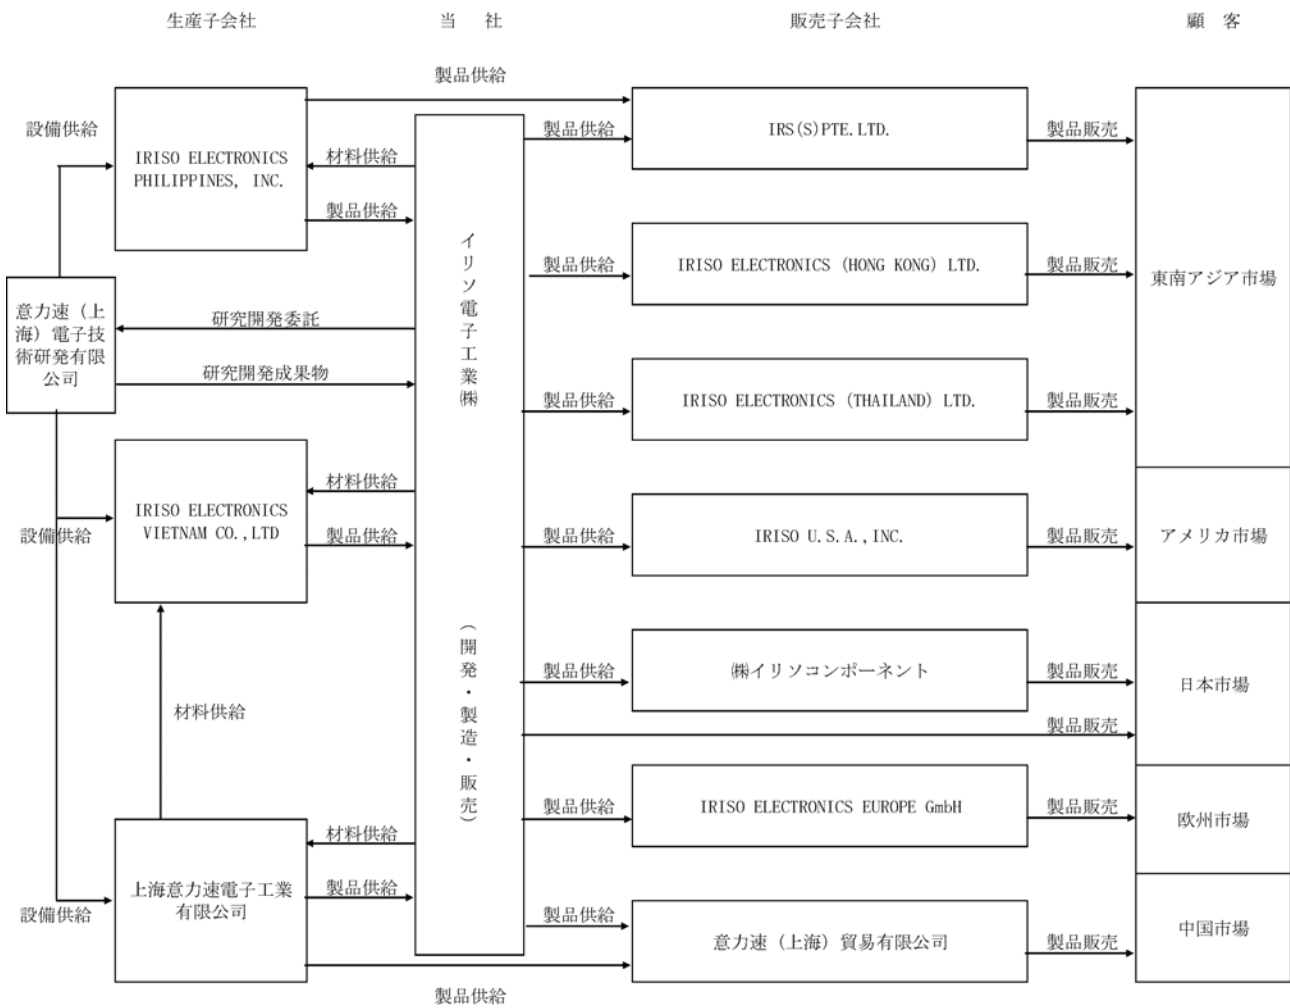 生産子会社
当　社
販売子会社
顧　客
製品供給
設備供給
IRISO ELECTRONICS
PHILIPPINES, INC.
材料供給
製品供給
製品供給
IRS(S)PTE.LTD.
製品販売
イリソ電子工業㈱
(開発・製造・販売)
製品供給
IRISO ELECTRONICS (HONG KONG) LTD.
製品販売
東南アジア市場
意力速（上
海）電子技
術研発有限
公司
研究開発委託
研究開発成果物
製品供給
IRISO ELECTRONICS (THAILAND) LTD.
製品販売
設備供給
IRISO ELECTRONICS
VIETNAM CO.,LTD
材料供給
製品供給
製品供給
IRISO U.S.A.,INC.
製品販売
アメリカ市場
材料供給
製品供給
㈱イリソコンポーネント
製品販売
製品販売
日本市場
製品供給
IRISO ELECTRONICS EUROPE GmbH
製品販売
欧州市場
設備供給
上海意力速電子工業
有限公司
材料供給
製品供給
製品供給
意力速（上海）貿易有限公司
製品販売
中国市場
製品供給